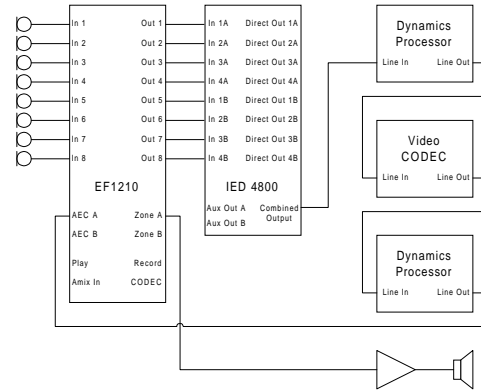 In 1 Out 1
In 2 Out 2
In 3 Out 3
In 4 Out 4
In 5 Out 5
In 6 Out 6
In 7 Out 7
In 8 Out 8
EF1210
AEC A Zone A
AEC B Zone B
Play Record
Amix In CODEC
In 1A Direct Out 1A
In 2A Direct Out 2A
In 3A Direct Out 3A
In 4A Direct Out 4A
In 1B Direct Out 1B
In 2B Direct Out 2B
In 3B Direct Out 3B
In 4B Direct Out 4B
IED 4800
Aux Out A Combined
Aux Out B Output
Dynamics
Processor
Line In Line Out
Video
CODEC
Line In Line Out
Dynamics
Processor
Line In Line Out